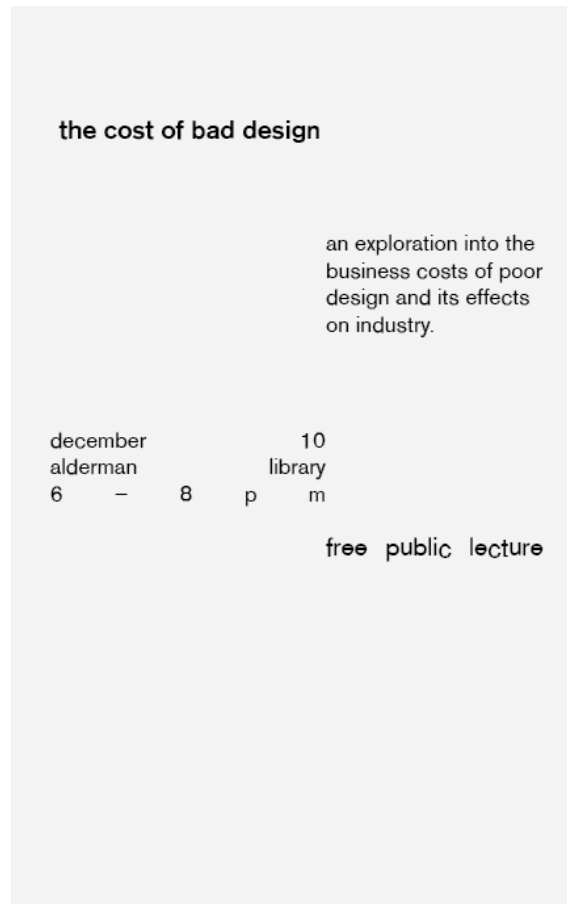 the cost of bad design
an exploration into the
business costs of poor
design and its effects
on industry.
december 10
alderman library
6 – 8 p m
free public lecture